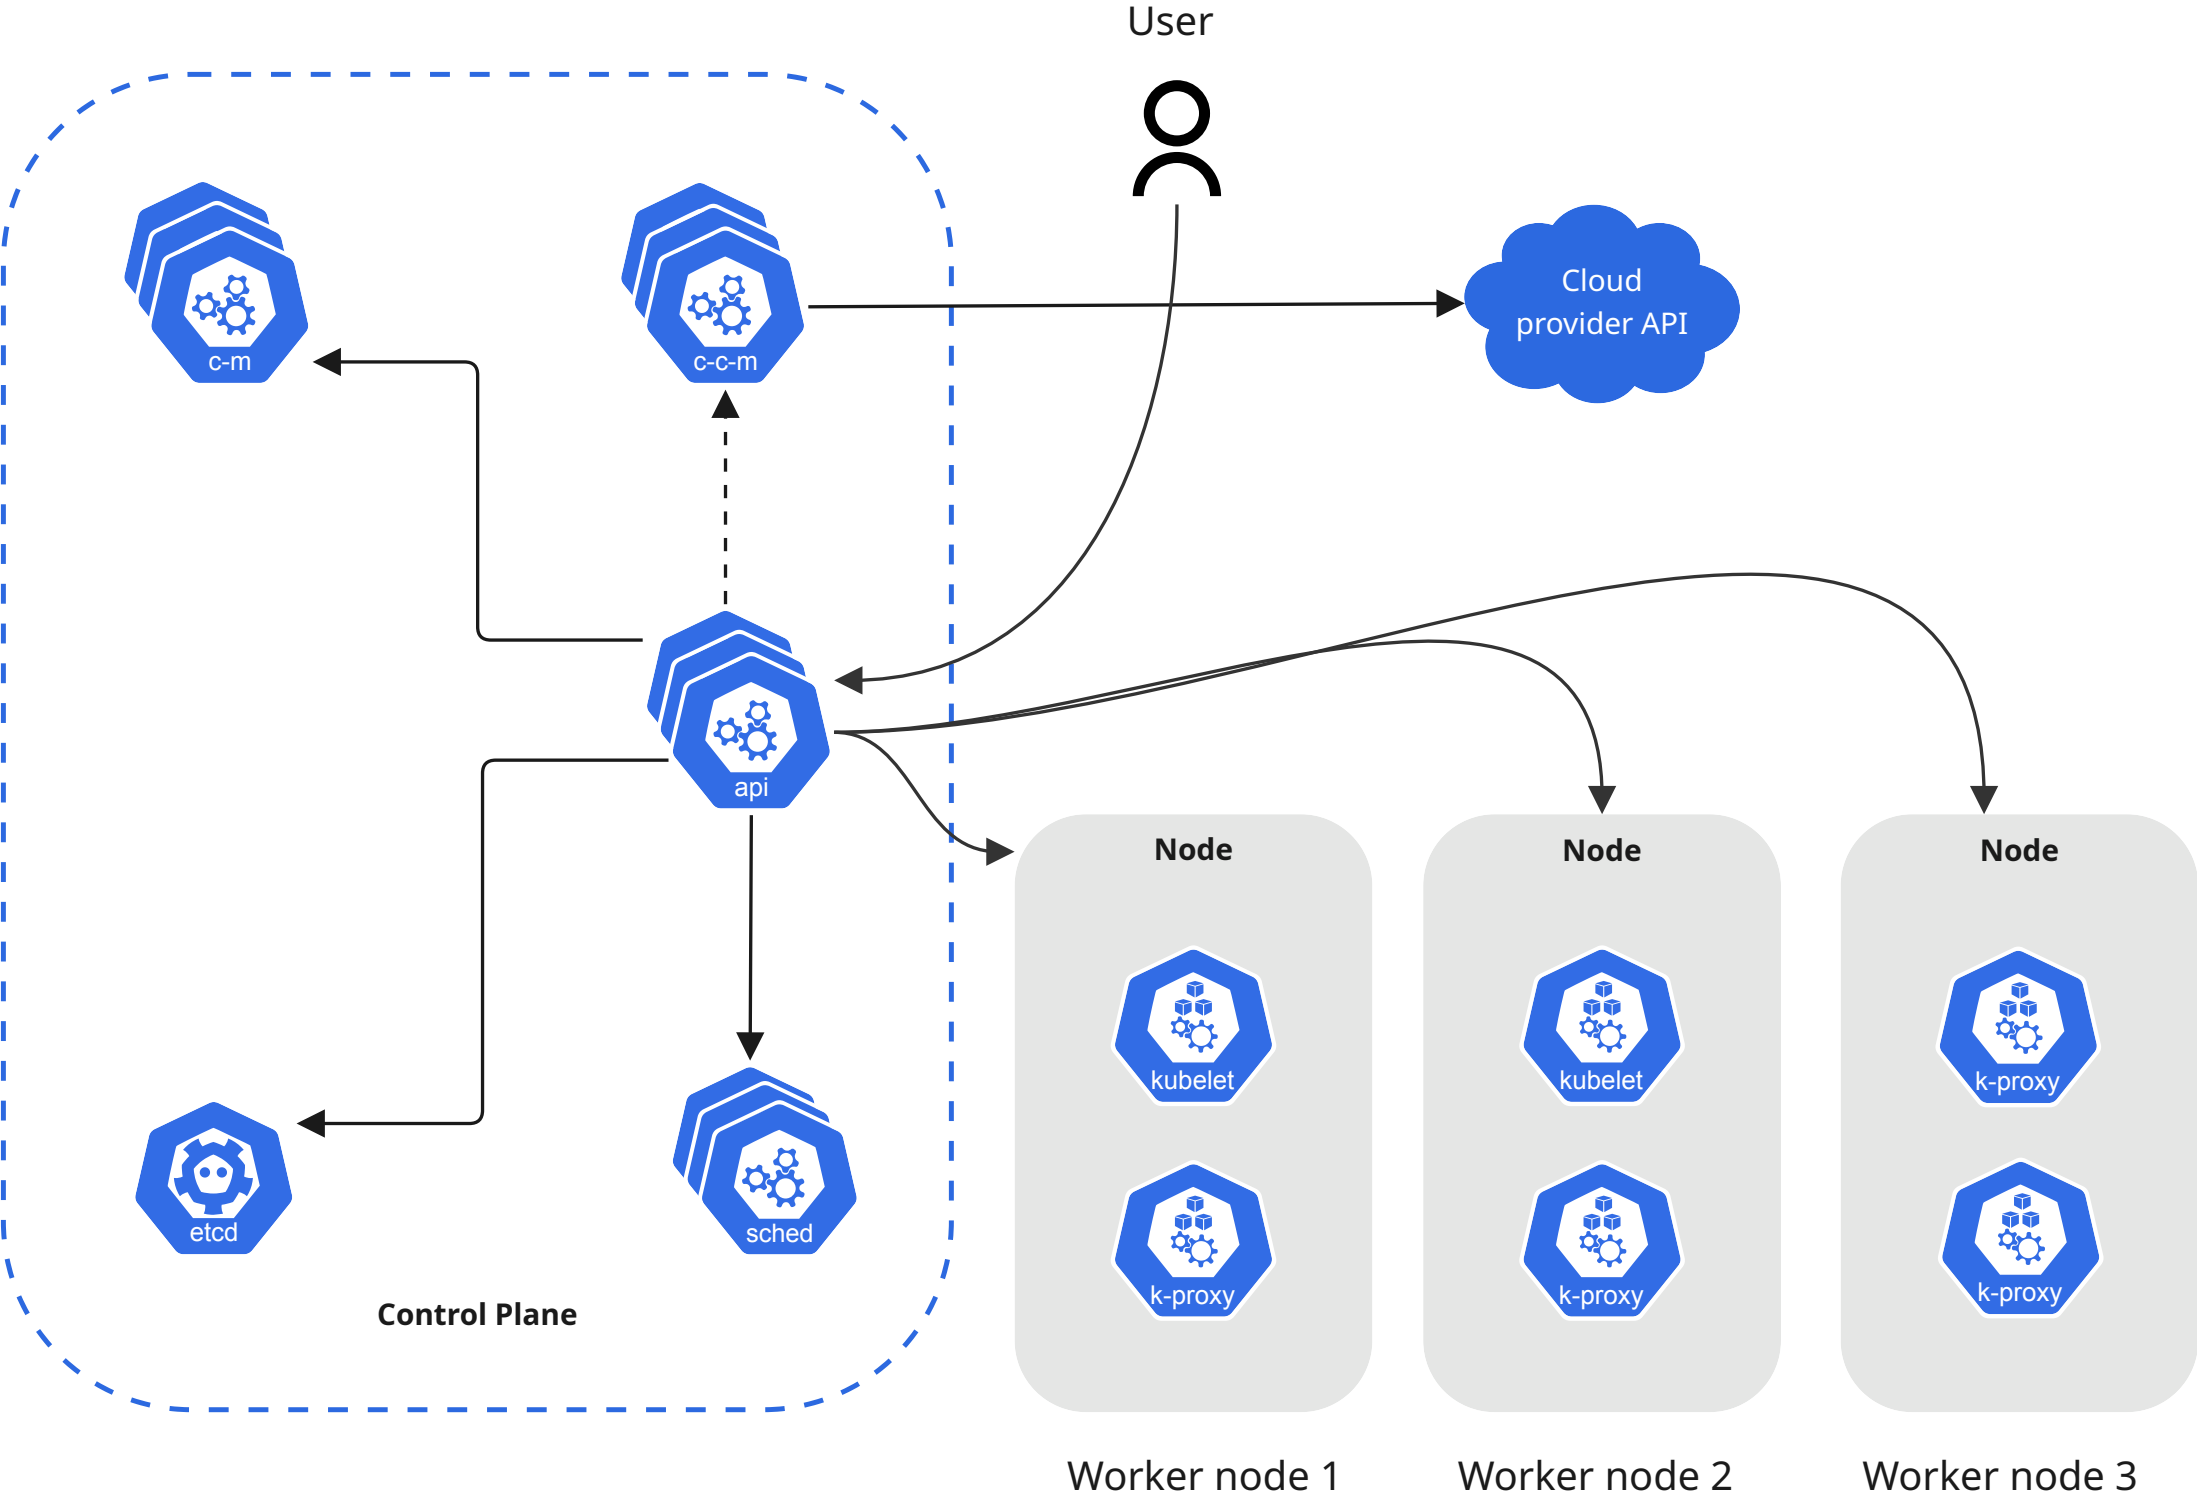 User
Cloud
provider API
c-m
c-c-m
api
Node
Node
Node
kubelet
kubelet
k-proxy
etcd
sched
k-proxy
k-proxy
k-proxy
Control Plane
Worker node 1
Worker node 2
Worker node 3